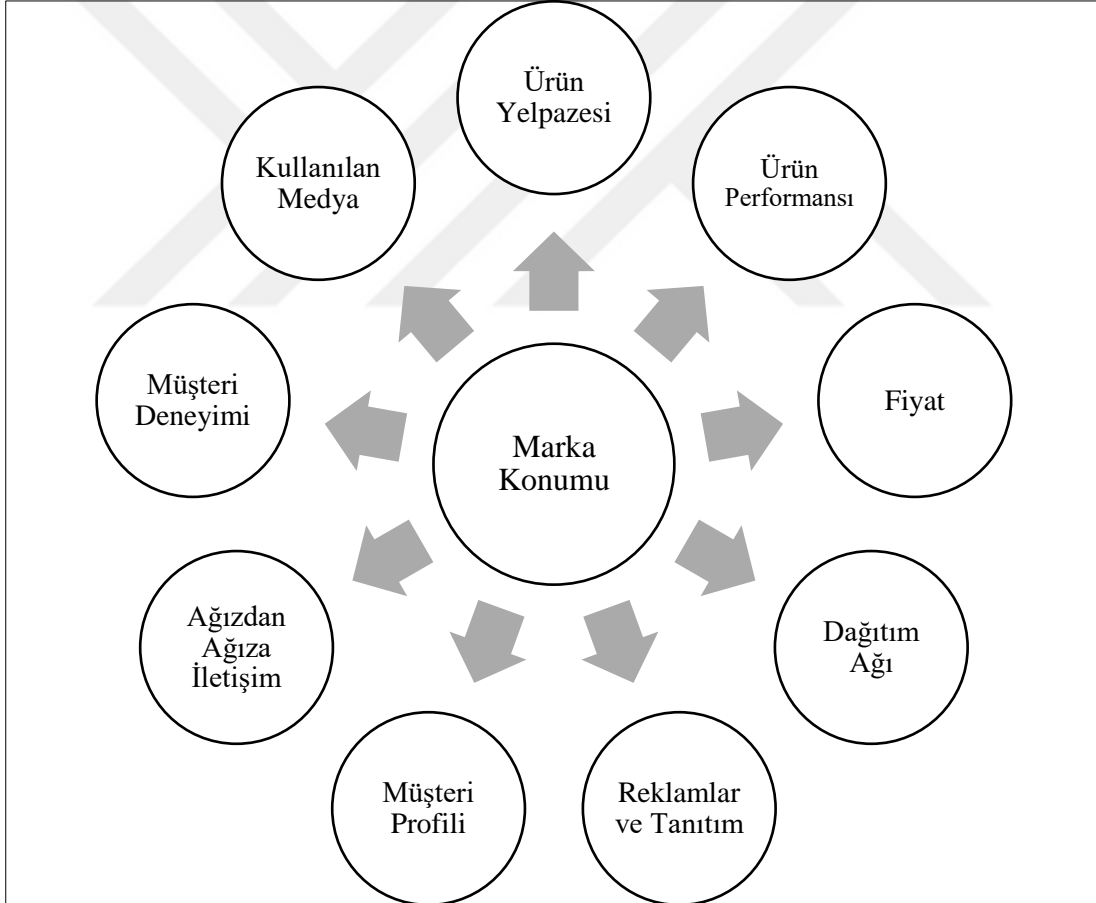 Ürün
Yelpazesi
Ürün
Performansı
Fiyat
Dağıtım
Ağı
Reklamlar
ve Tanıtım
Müşteri
Profili
Ağızdan
Ağıza
İletişim
Müşteri
Deneyimi
Kullanılan
Medya
Marka
Konumu